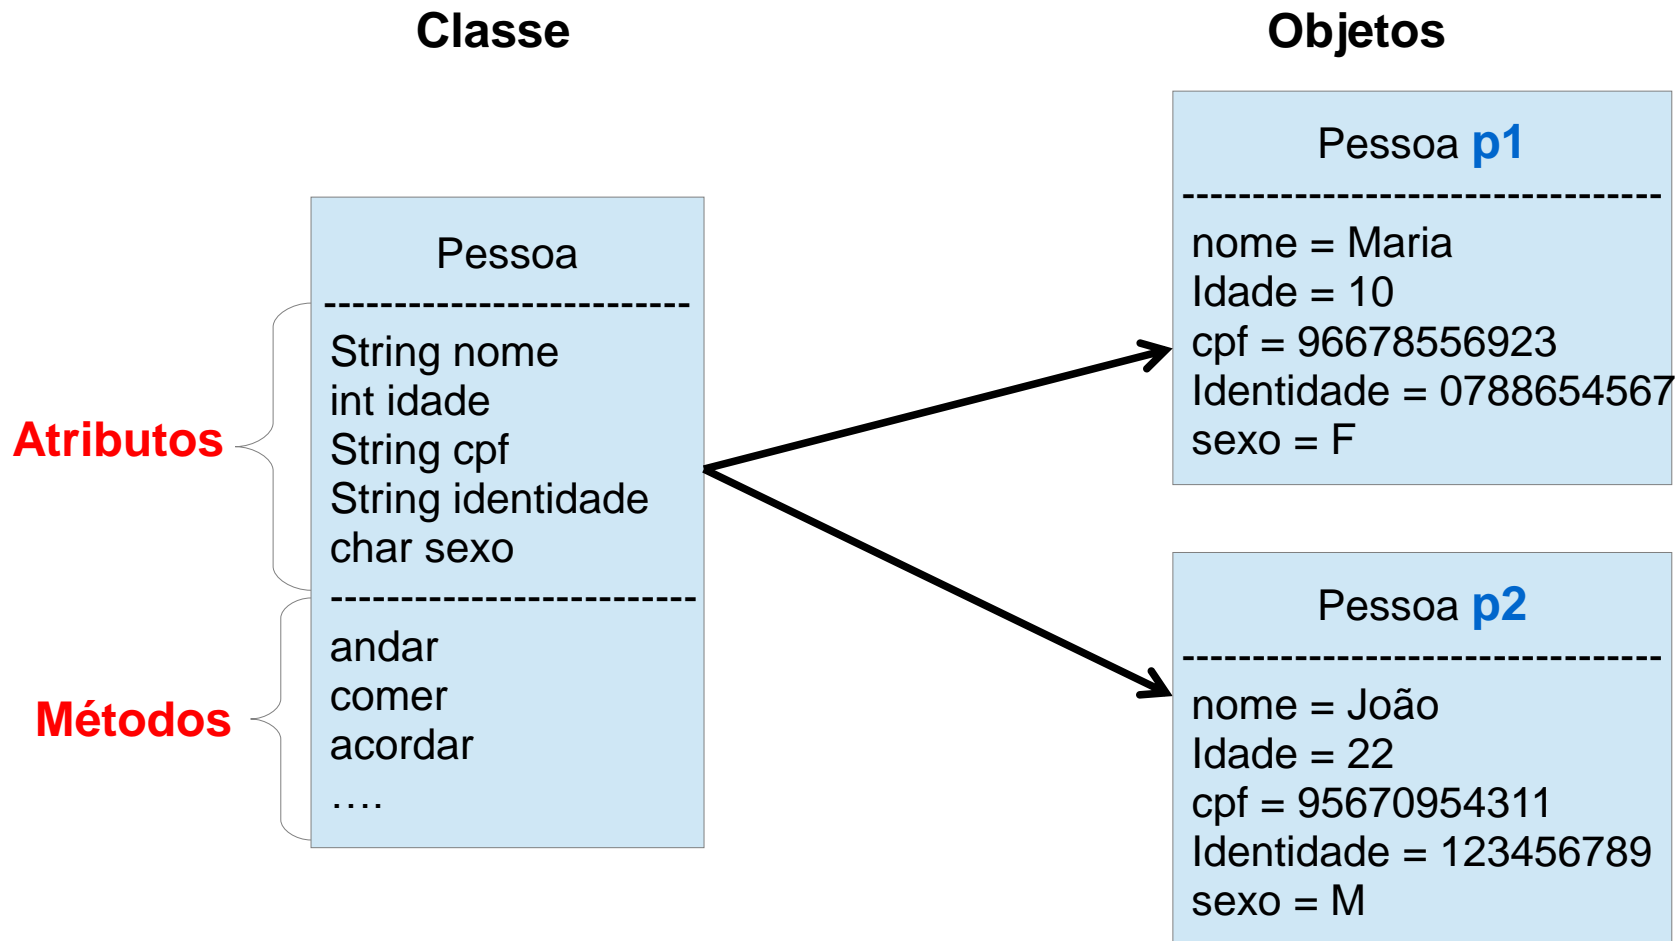 Classe
Objetos
Pessoa
String nome
int idade
String cpf
String identidade
char sexo
andar
comer
acordar
….
Atributos
Métodos
Pessoa p1
nome = Maria
Idade = 10
cpf = 96678556923
Identidade = 0788654567
sexo = F
Pessoa p2
nome = João
Idade = 22
cpf = 95670954311
Identidade = 123456789
sexo = M